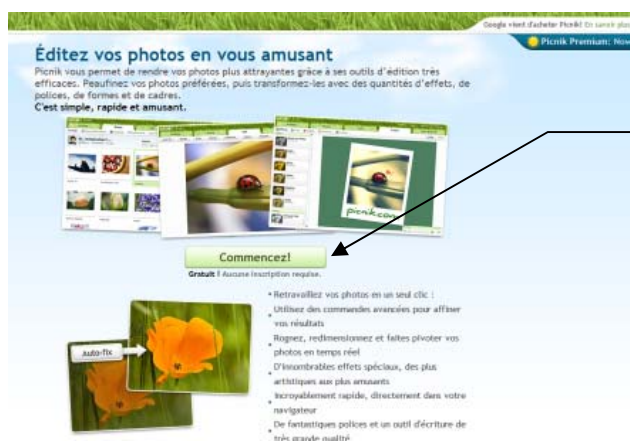 Google vient d'acheter Picnik! En savoir plus
Picnik Premium: Now
Éditez vos photos en vous amusant
Picnik vous permet de rendre vos photos plus attrayantes grâce à ses outils d'édition très
efficaces. Peaufinez vos photos préférées, puis transformez-les avec des quantités d'effets, de
polices, de formes et de cadres.
C'est simple, rapide et amusant.
picnik.com
Commencez!
Gratuit ! Aucune inscription requise.
Auto-fix
• Retravaillez vos photos en un seul clic :
• Utilisez des commandes avancées pour affiner
vos résultats
• Rognez, redimensionnez et faites pivoter vos
photos en temps réel
• D'innombrables effets spéciaux, des plus
artistiques aux plus amusants
• Incroyablement rapide, directement dans votre
navigateur
• De fantastiques polices et un outil d'écriture de
très grande qualité